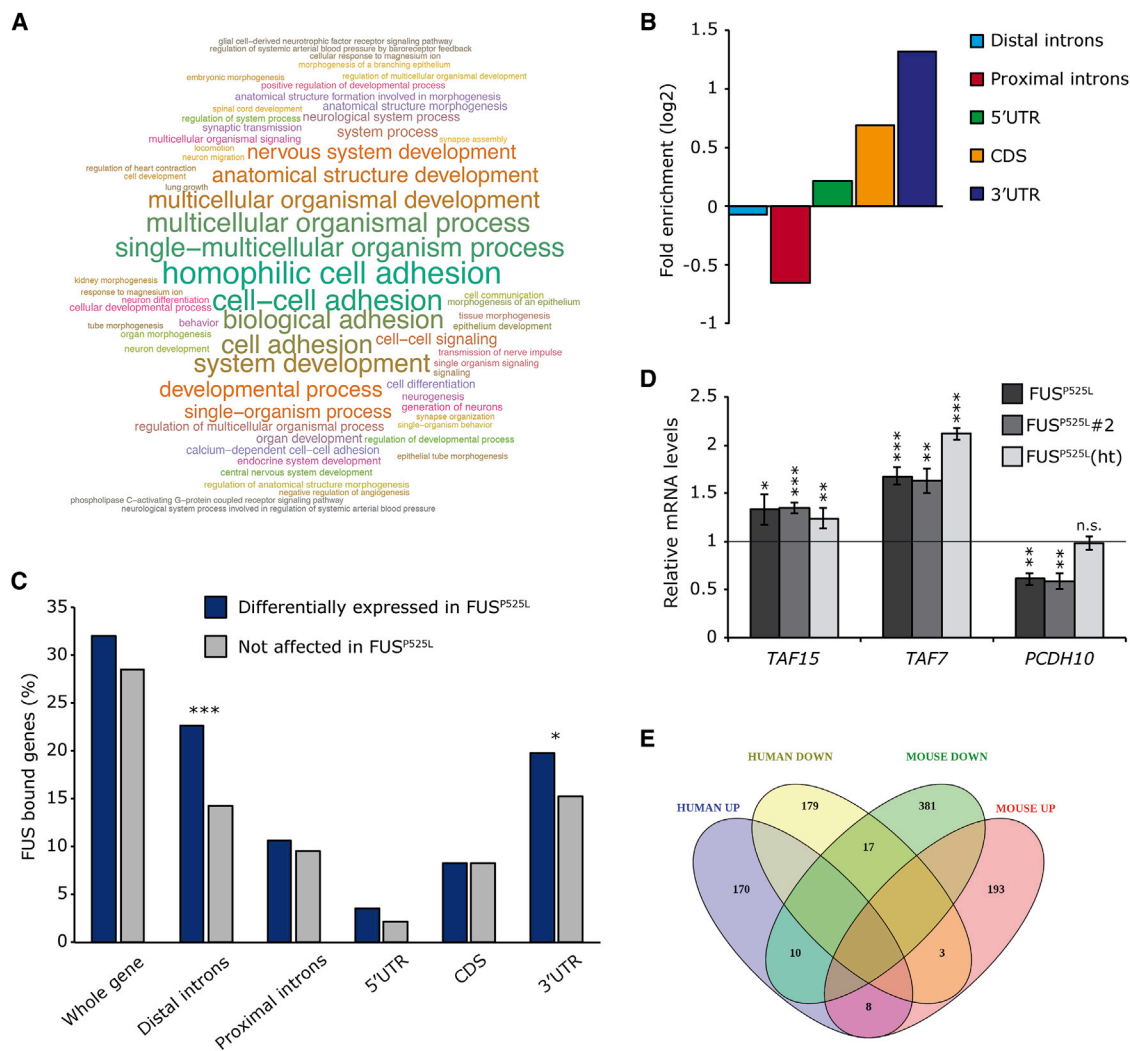 A
glial cell-derived neurotrophic factor receptor signaling pathway
regulation of systemic arterial blood pressure by baroreceptor feedback
cellular response to magnesium ion
morphogenesis of a branching epithelium
embryonic morphogenesis
regulation of multicellular organismal development
positive regulation of developmental process
anatomical structure formation involved in morphogenesis
spinal cord development
anatomical structure morphogenesis
regulation of system process
neurological system process
synaptic transmission
system process
multicellular organismal signaling
synapse assembly
locomotion
neuron migration
nervous system development
regulation of heart contraction
cell development
anatomical structure development
lung growth
multicellular organismal development
multicellular organismal process
single−multicellular organism process
homophilic cell adhesion
kidney morphogenesis
response to magnesium ion
neuron differentiation
cell−cell adhesion
cell communication
morphogenesis of an epithelium
cellular developmental process
biological adhesion
tissue morphogenesis
tube morphogenesis
behavior
epithelium development
organ morphogenesis
cell adhesion
cell−cell signaling
neuron development
transmission of nerve impulse
system development
single organism signaling
signaling
developmental process
cell differentiation
neurogenesis
single−organism process
generation of neurons
synapse organization
regulation of multicellular organismal process
single−organism behavior
organ development
regulation of developmental process
calcium−dependent cell−cell adhesion
epithelial tube morphogenesis
endocrine system development
central nervous system development
regulation of anatomical structure morphogenesis
negative regulation of angiogenesis
phospholipase C−activating G−protein coupled receptor signaling pathway
neurological system process involved in regulation of systemic arterial blood pressure
B
Fold enrichment (log2)
1.5
1
0.5
0
-0.5
-1
Distal introns
Proximal introns
5′UTR
CDS
3′UTR
C
FUS bound genes (%)
35
30
25
20
15
10
5
0
Differentially expressed in FUSP525L
Not affected in FUSP525L
***
*
Whole gene
Distal introns
Proximal introns
5′UTR
CDS
3′UTR
D
Relative mRNA levels
2.5
2
1.5
1
0.5
0
FUSP525L
FUSP525L#2
FUSP525L(ht)
*
***
**
***
**
***
**
**
n.s.
TAF15
TAF7
PCDH10
E
HUMAN DOWN
MOUSE DOWN
HUMAN UP
MOUSE UP
179
381
17
170
193
10
3
8